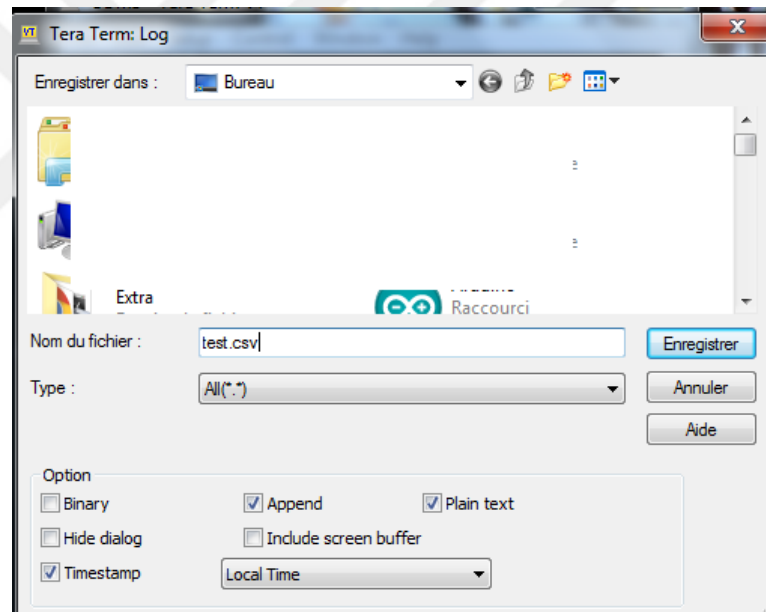 VT Tera Term: Log
Enregistrer dans : Bureau
Extra
Raccourci
Nom du fichier : test.csv Enregistrer
Type : All(*.*) Annuler
Aide
Option
Binary Append Plain text
Hide dialog Include screen buffer
Timestamp Local Time